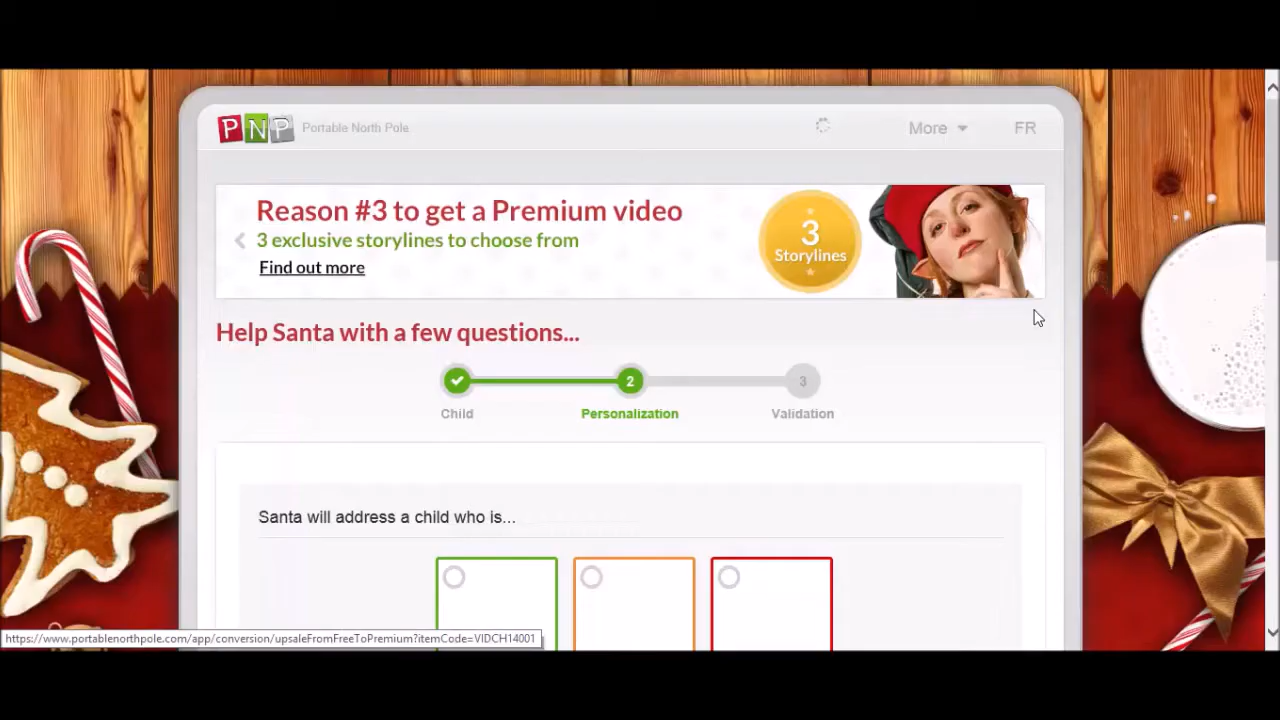 PNP Portable North Pole
More
FR
Reason #3 to get a Premium video
3 exclusive storylines to choose from
Find out more
3
Storylines
Help Santa with a few questions...
2
3
Child
Personalization
Validation
Santa will address a child who is...
https://www.portablenorthpole.com/app/conversion/upsaleFromFreeToPremium?itemCode=VIDCH14001